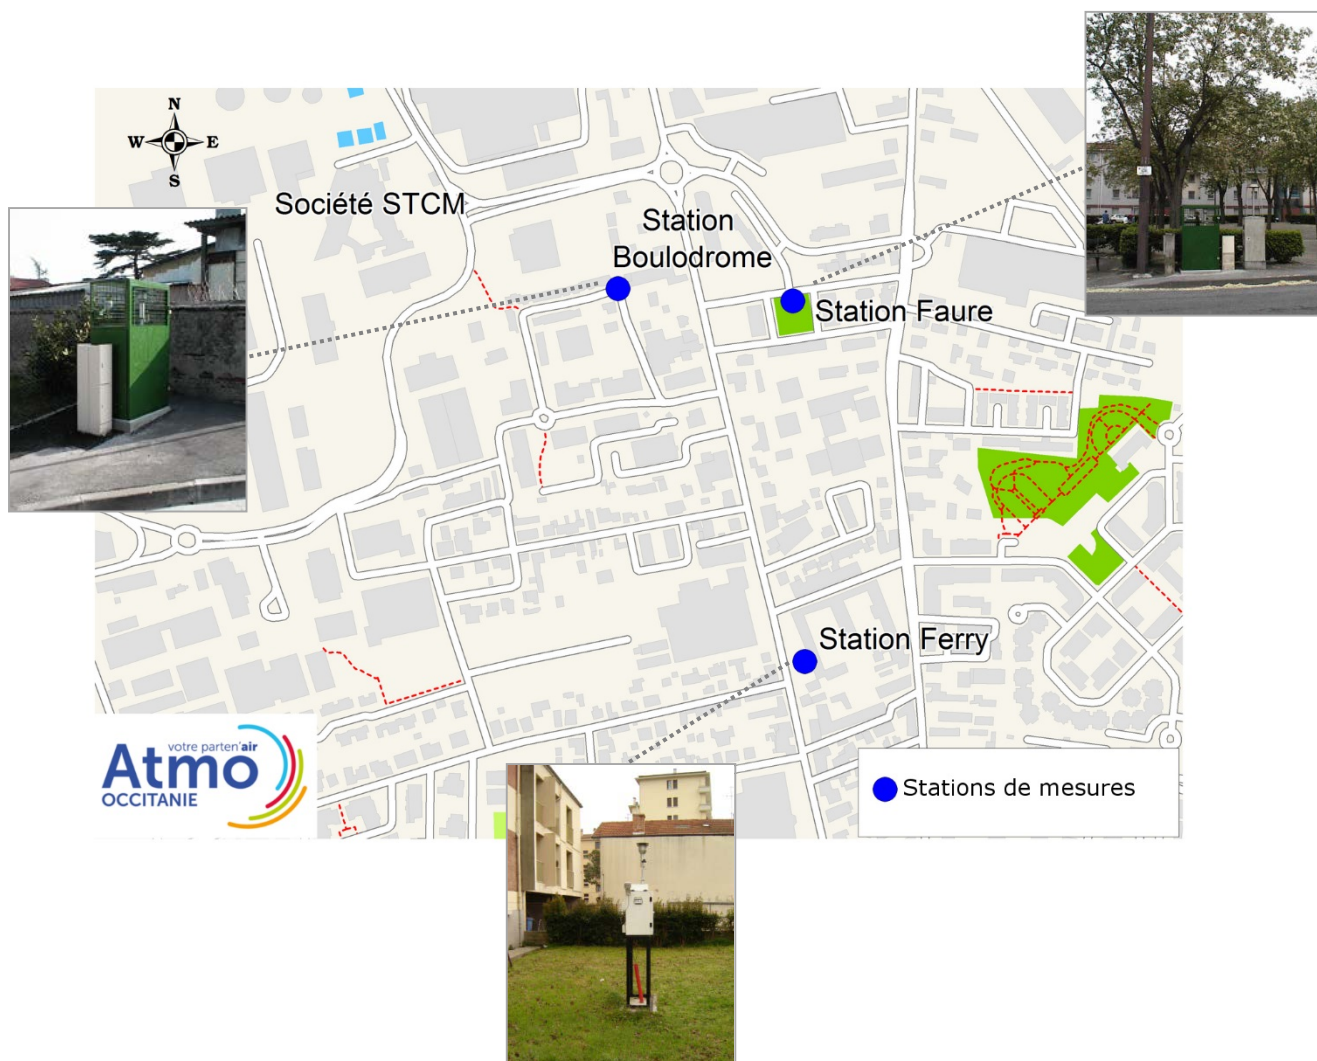 N
W E
S
Société STCM
Station
Boulodrome
Station Faure
Station Ferry
votre parten'air
Atmo
OCCITANIE
Stations de mesures